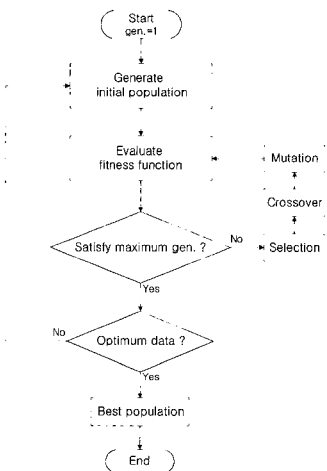 Start
gen.=1
Generate
initial population
Evaluate
fitness function
Mutation
Crossover
Satisfy maximum gen. ?
No
Selection
Yes
No
Optimum data ?
Yes
Best population
End